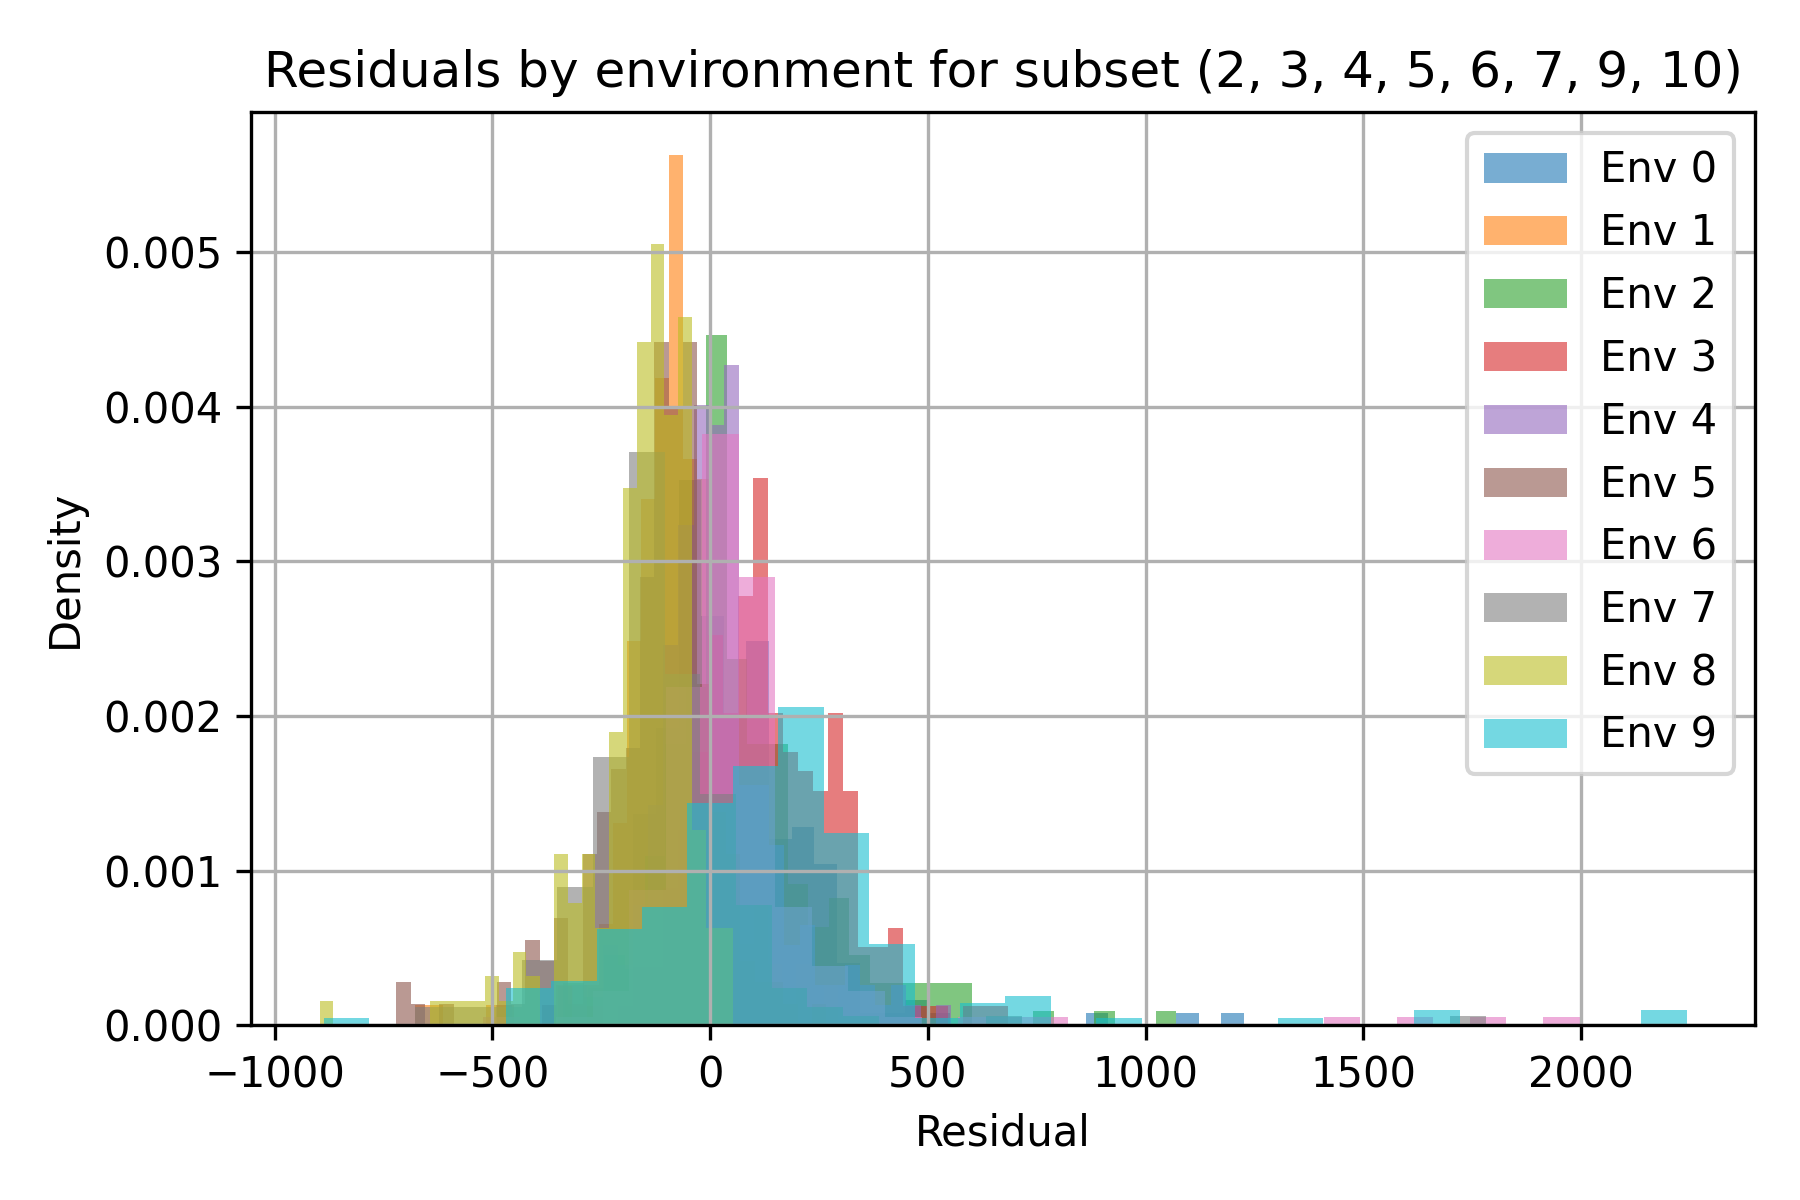 Residuals by environment for subset (2, 3, 4, 5, 6, 7, 9, 10)
Env 0
Env 1
Env 2
Env 3
Env 4
Env 5
Env 6
Env 7
Env 8
Env 9
Density
0.005
0.004
0.003
0.002
0.001
0.000
−1000
−500
0
500
1000
1500
2000
Residual